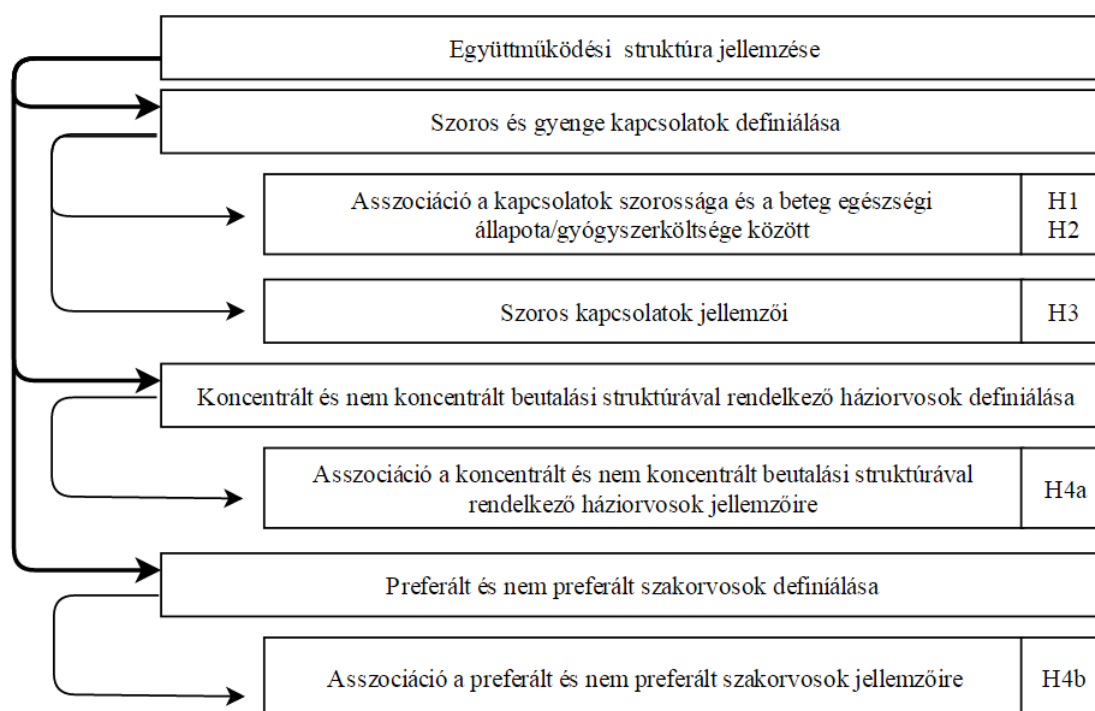 Együttműködési struktúra jellemzése
Szoros és gyenge kapcsolatok definiálása
Asszociáció a kapcsolatok szorossága és a beteg egészségi
állapota/gyógyszerköltsége között
H1
H2
Szoros kapcsolatok jellemzői
H3
Koncentrált és nem koncentrált beutalási struktúrával rendelkező háziorvosok definiálása
Asszociáció a koncentrált és nem koncentrált beutalási struktúrával
rendelkező háziorvosok jellemzőire
H4a
Preferált és nem preferált szakorvosok definíálása
Asszociáció a preferált és nem preferált szakorvosok jellemzőire
H4b